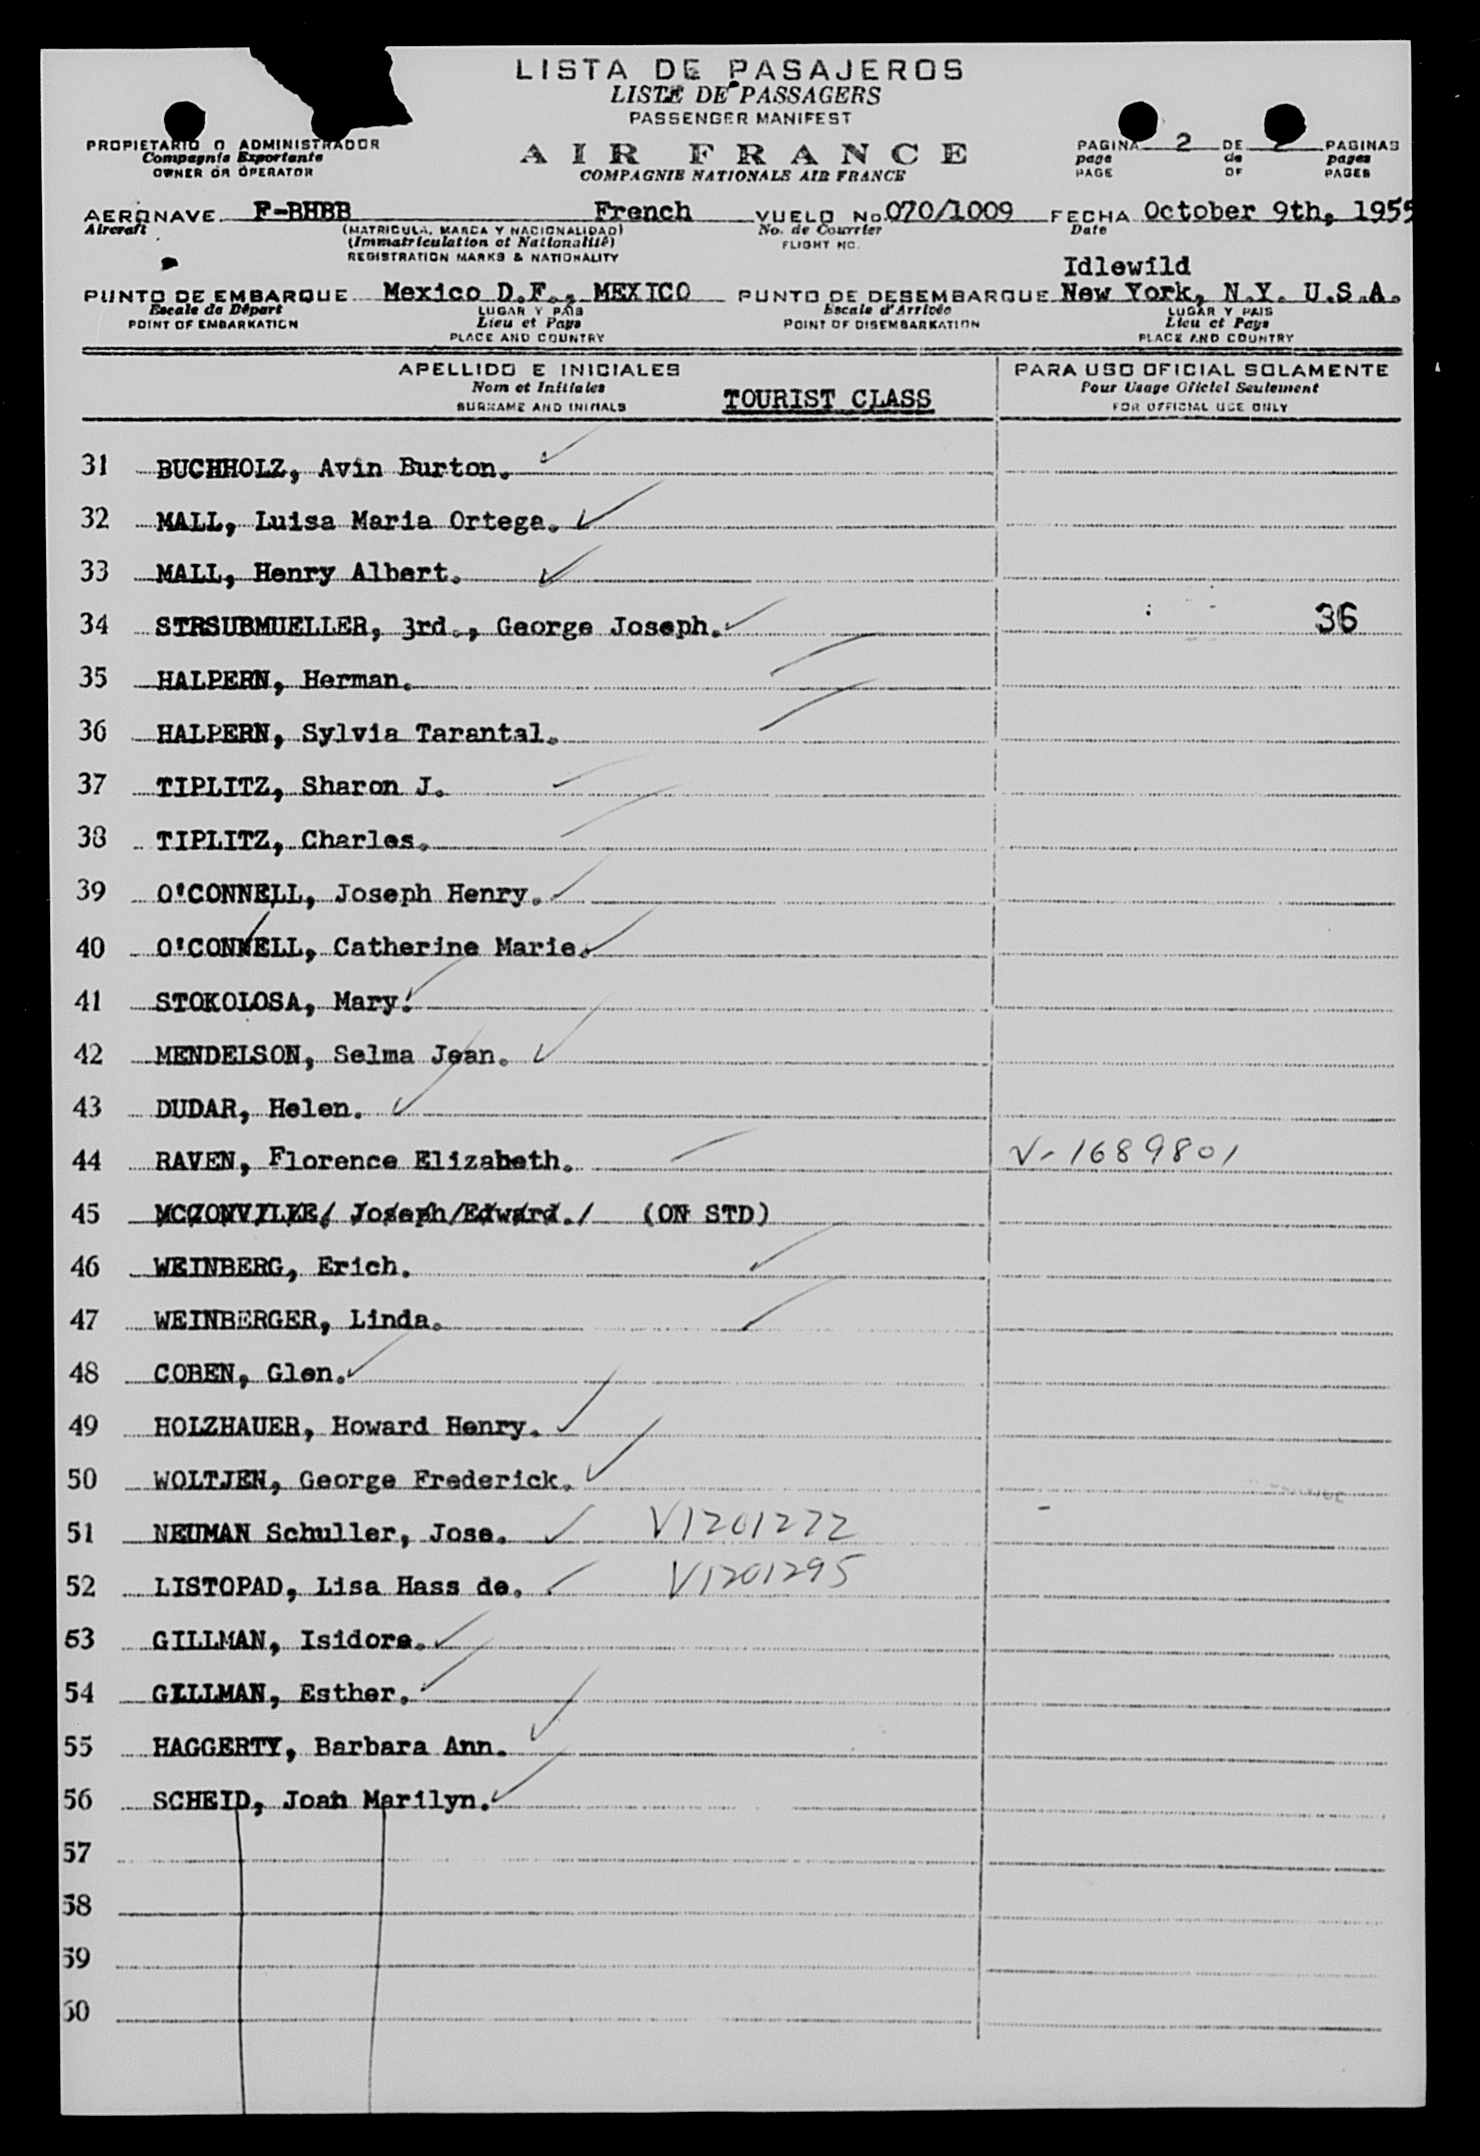 LISTA DE PASAJEROS
LISTE DE PASSAGERS
PASSENGER MANIFEST
PROPIETARIO O ADMINISTRADOR
Compagnie Exportante
OWNER OR OPERATOR
AIR FRANCE
COMPAGNIE NATIONALE AIR FRANCE
PAGINA 2 DE 2 PAGINAS
page de pages
PAGE OF PAGES
AERONAVE F-BHBB French VUELO No. 070/1009 FECHA October 9th, 1955
Aircraft (MATRICULA, MARCA Y NACIONALIDAD) No. de Courrier Date
(Immatriculation et Nationalité) FLIGHT NO.
REGISTRATION MARKS & NATIONALITY
Idlewild
PUNTO DE EMBARQUE Mexico D.F., MEXICO PUNTO DE DESEMBARQUE New York, N.Y. U.S.A.
Escale de Départ LUGAR Y PAIS Escale d'Arrivée LUGAR Y PAIS
POINT OF EMBARKATION Lieu et Pays POINT OF DISEMBARKATION Lieu et Pays
PLACE AND COUNTRY PLACE AND COUNTRY
APELLIDO E INICIALES PARA USO OFICIAL SOLAMENTE
Nom et Initiales TOURIST CLASS Pour Usage Officiel Seulement
SURNAME AND INITIALS FOR OFFICIAL USE ONLY
31 BUCHHOLZ, Avin Burton.
32 MALL, Luisa Maria Ortega.
33 MALL, Henry Albert.
34 STRSUBMUELLER, 3rd., George Joseph. 36
35 HALPERN, Herman.
36 HALPERN, Sylvia Tarantal.
37 TIPLITZ, Sharon J.
38 TIPLITZ, Charles.
39 O'CONNELL, Joseph Henry.
40 O'CONNELL, Catherine Marie.
41 STOKOLOSA, Mary.
42 MENDELSON, Selma Jean.
43 DUDAR, Helen.
44 RAVEN, Florence Elizabeth. V-1689801
45 MCCONVILLE, Joseph Edward. (ON STD)
46 WEINBERG, Erich.
47 WEINBERGER, Linda.
48 COBEN, Glen.
49 HOLZHAUER, Howard Henry.
50 WOLTJEN, George Frederick.
51 NEUMAN Schuller, Jose. V1201272
52 LISTOPAD, Lisa Hass de. V1201295
53 GILLMAN, Isidore.
54 GILLMAN, Esther.
55 HAGGERTY, Barbara Ann.
56 SCHEID, Joan Marilyn.
57
58
59
60